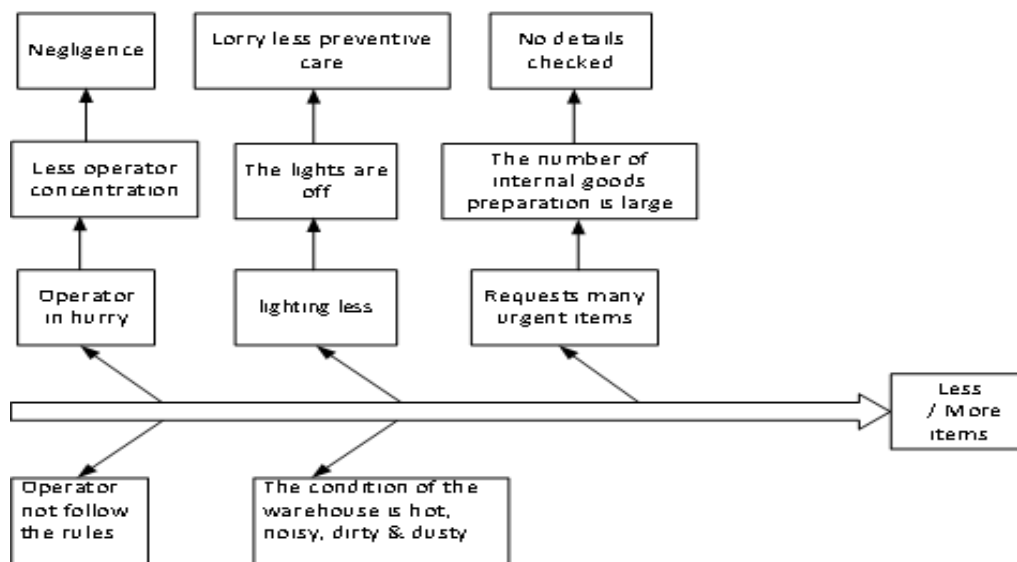 Negligence
Lorry less preventive
care
No details
checked
Less operator
concentration
The lights are
off
The number of
internal goods
preparation is large
Operator
in hurry
lighting less
Requests many
urgent items
Less
/ More
items
Operator
not follow
the rules
The condition of the
warehouse is hot,
noisy, dirty & dusty